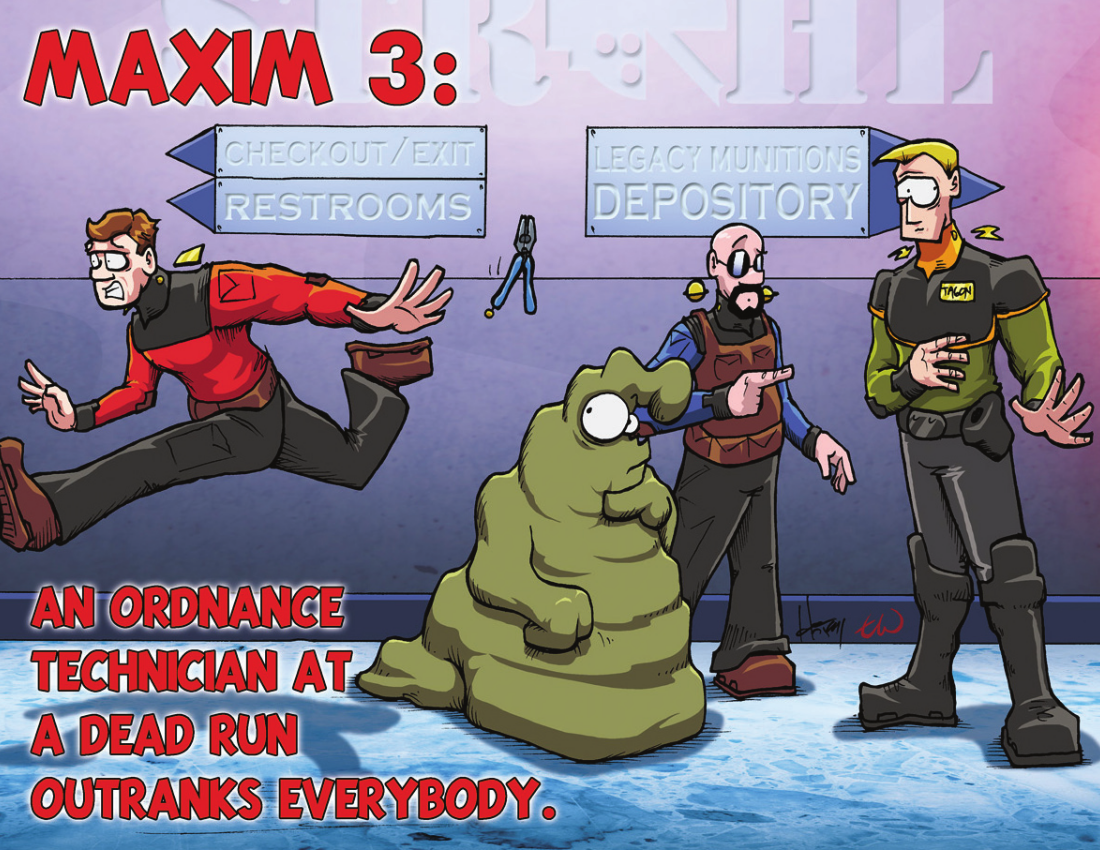 MAXIM 3:
CHECKOUT/EXIT
RESTROOMS
LEGACY MUNITIONS
DEPOSITORY
TAGON
AN ORDNANCE
TECHNICIAN AT
A DEAD RUN
OUTRANKS EVERYBODY.